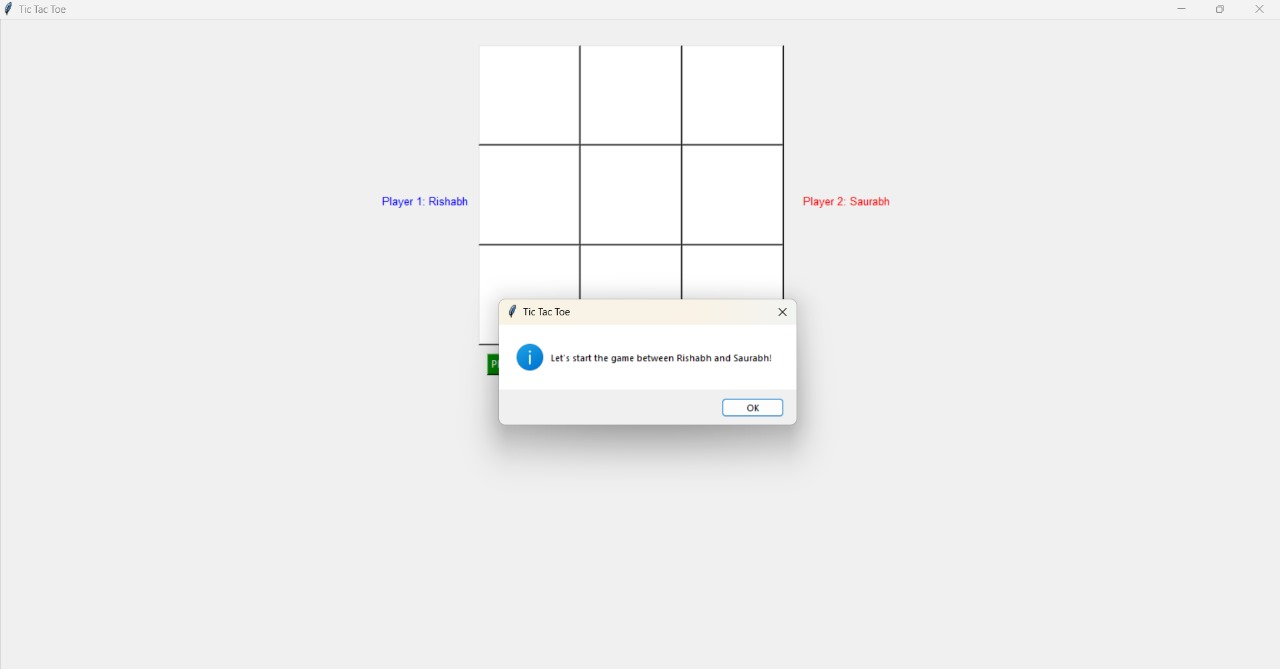 Tic Tac Toe
Player 1: Rishabh
Player 2: Saurabh
Tic Tac Toe
Let's start the game between Rishabh and Saurabh!
OK